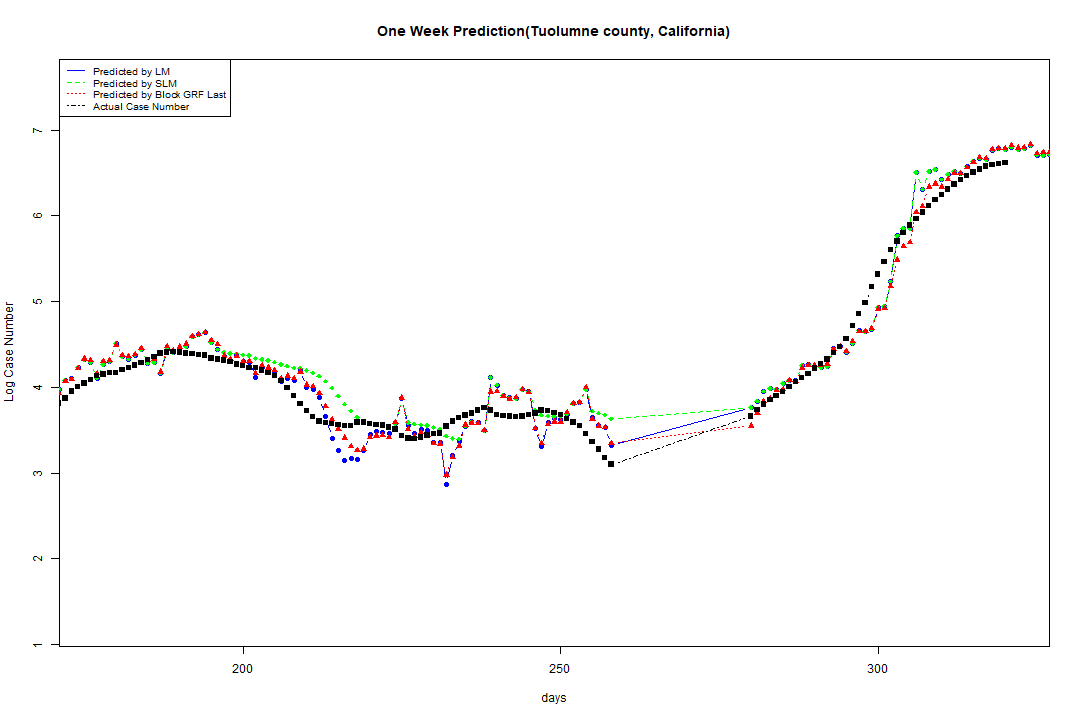 One Week Prediction(Tuolumne county, California)
Predicted by LM
Predicted by SLM
Predicted by Block GRF Last
Actual Case Number
7
6
5
4
3
2
1
Log Case Number
200 250 300
days